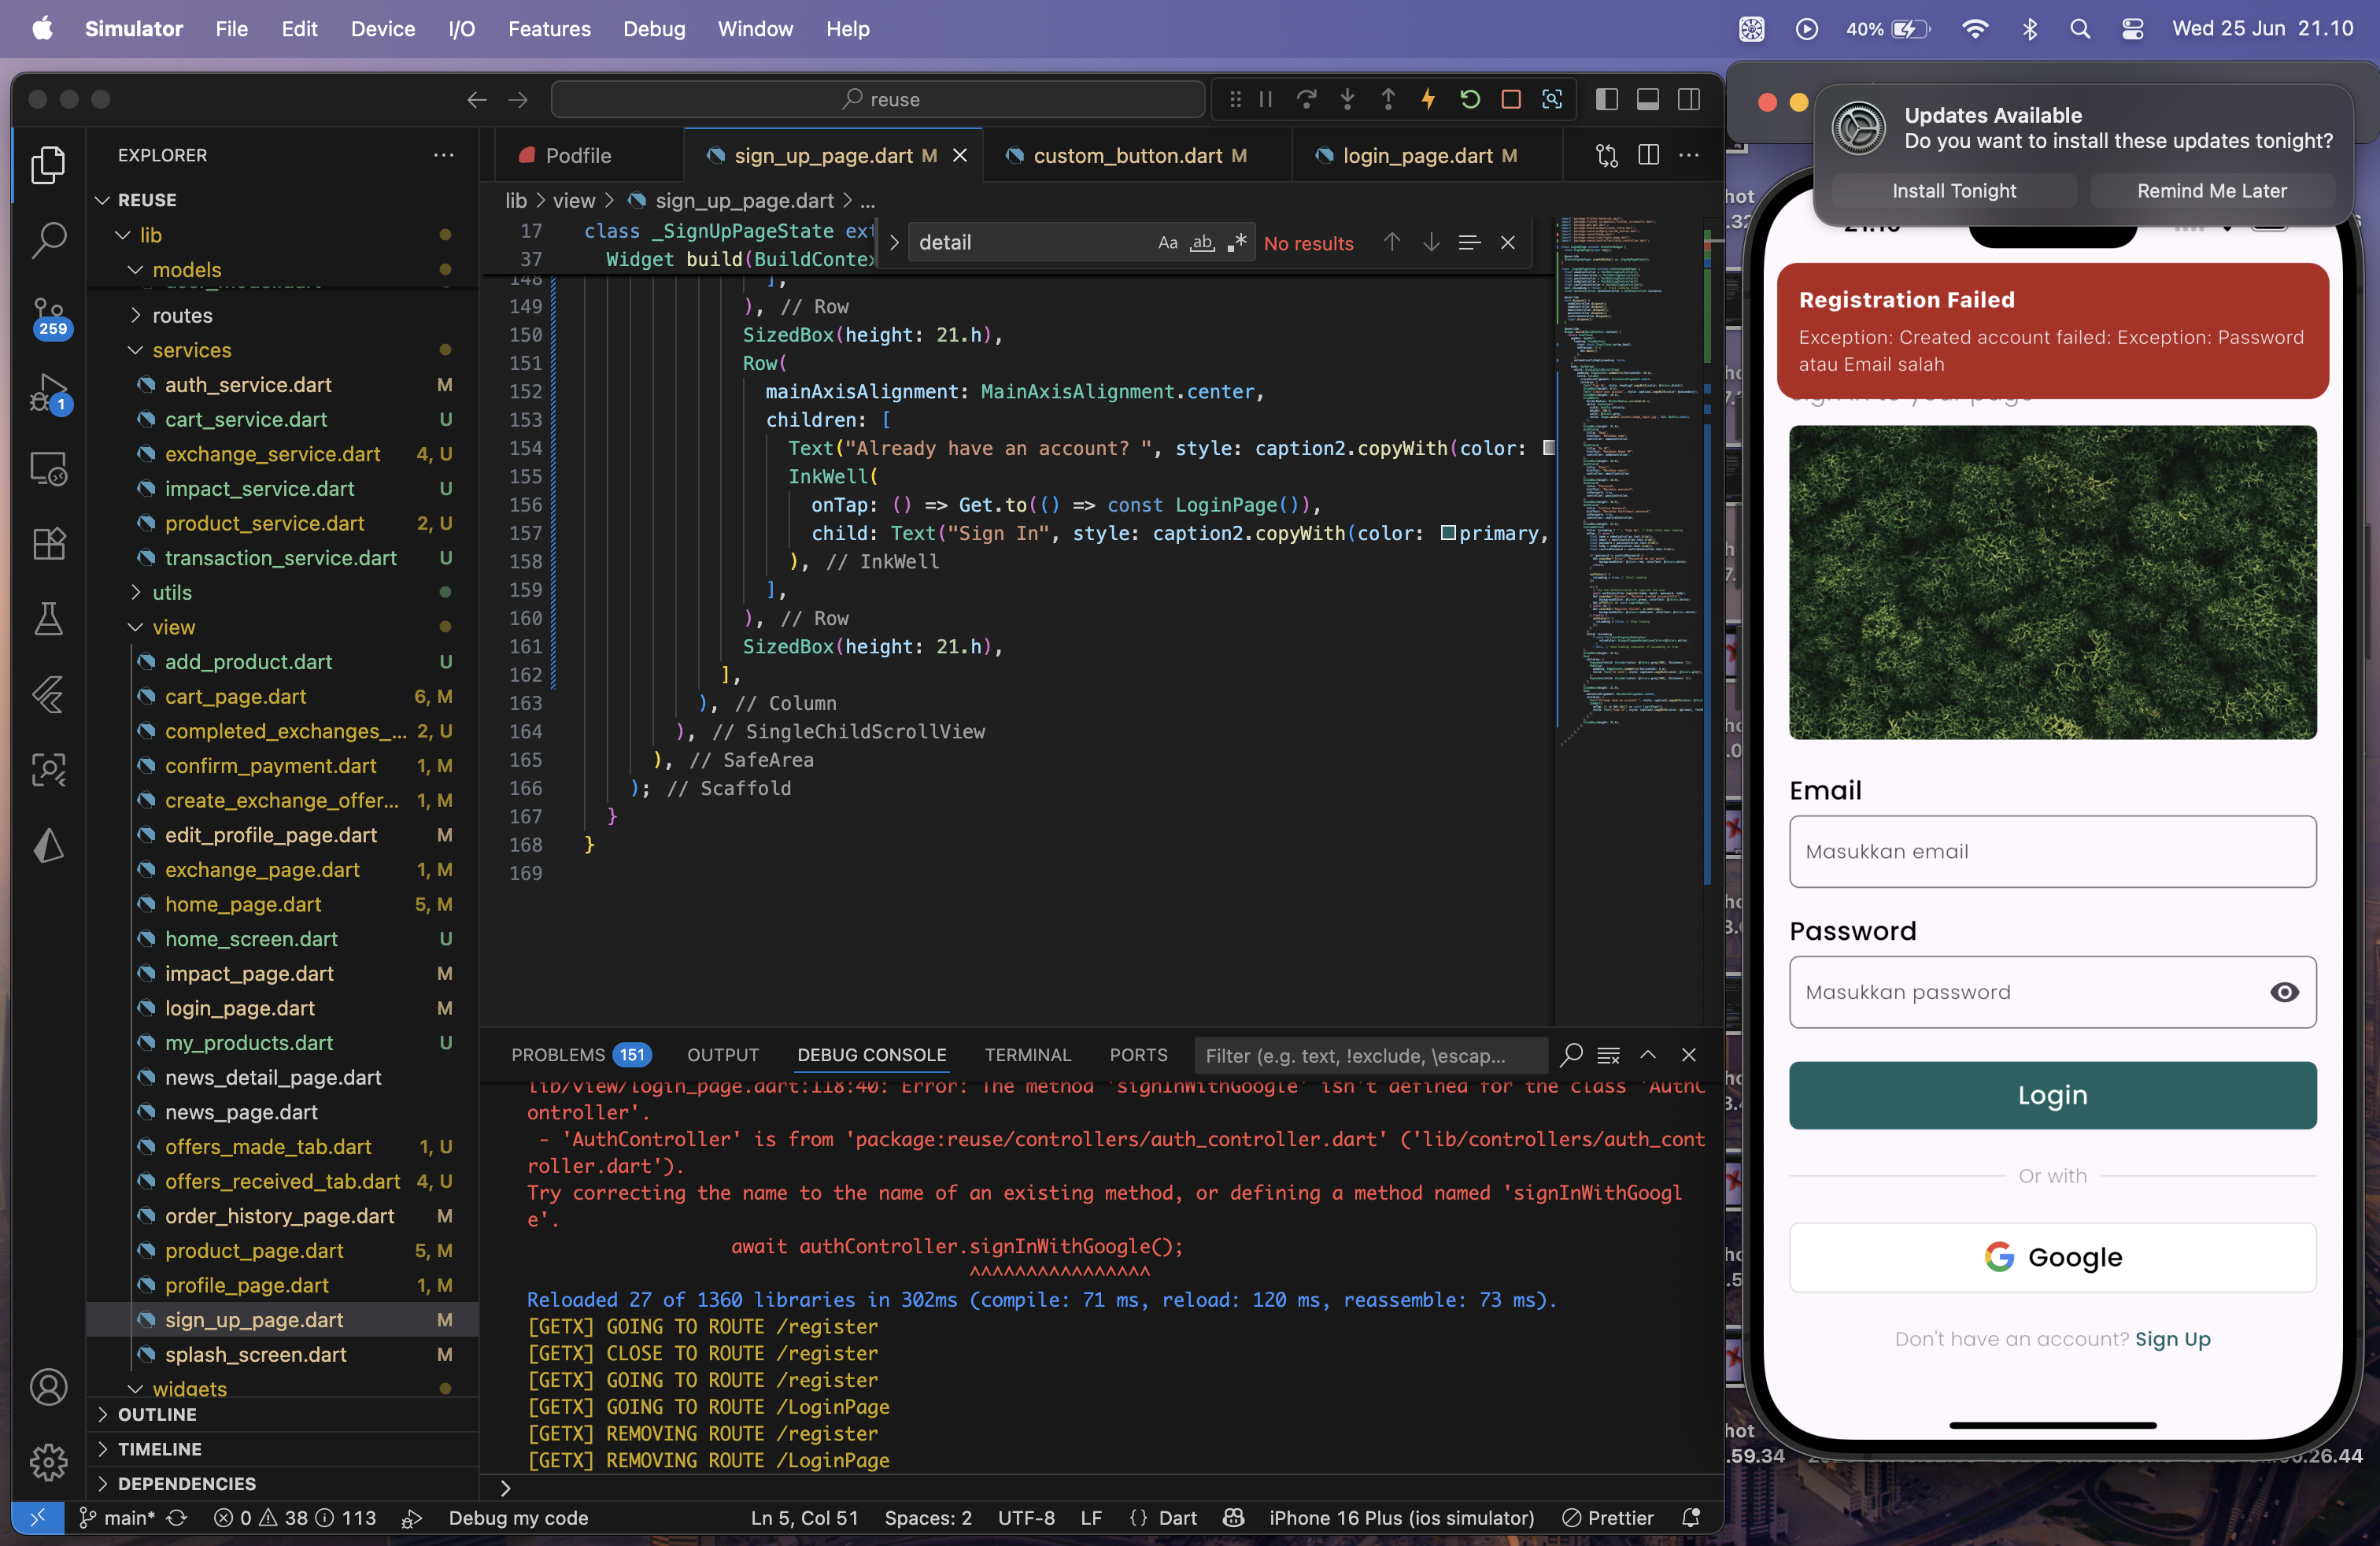 Simulator File Edit Device I/O Features Debug Window Help
40% Wed 25 Jun 21.10
reuse
Updates Available
Do you want to install these updates tonight?
Install Tonight Remind Me Later
EXPLORER
REUSE
lib
models
routes
services
auth_service.dart M
cart_service.dart U
exchange_service.dart 4, U
impact_service.dart U
product_service.dart 2, U
transaction_service.dart U
utils
view
add_product.dart U
cart_page.dart 6, M
completed_exchanges_... 2, U
confirm_payment.dart 1, M
create_exchange_offer... 1, M
edit_profile_page.dart M
exchange_page.dart 1, M
home_page.dart 5, M
home_screen.dart U
impact_page.dart M
login_page.dart M
my_products.dart U
news_detail_page.dart
news_page.dart
offers_made_tab.dart 1, U
offers_received_tab.dart 4, U
order_history_page.dart M
product_page.dart 5, M
profile_page.dart 1, M
sign_up_page.dart M
splash_screen.dart M
widgets
OUTLINE
TIMELINE
DEPENDENCIES
259
1
Podfile sign_up_page.dart M custom_button.dart M login_page.dart M
lib > view > sign_up_page.dart > ...
detail Aa ab No results
17 class _SignUpPageState ext
37 Widget build(BuildContex
148 ],
149 ), // Row
150 SizedBox(height: 21.h),
151 Row(
152 mainAxisAlignment: MainAxisAlignment.center,
153 children: [
154 Text("Already have an account? ", style: caption2.copyWith(color:
155 InkWell(
156 onTap: () => Get.to(() => const LoginPage()),
157 child: Text("Sign In", style: caption2.copyWith(color: primary,
158 ), // InkWell
159 ],
160 ), // Row
161 SizedBox(height: 21.h),
162 ],
163 ), // Column
164 ), // SingleChildScrollView
165 ), // SafeArea
166 ); // Scaffold
167 }
168 }
169
PROBLEMS 151 OUTPUT DEBUG CONSOLE TERMINAL PORTS Filter (e.g. text, !exclude, \escap...
lib/view/login_page.dart:118:40: Error: The method 'signInWithGoogle' isn't defined for the class 'AuthC
ontroller'.
- 'AuthController' is from 'package:reuse/controllers/auth_controller.dart' ('lib/controllers/auth_cont
roller.dart').
Try correcting the name to the name of an existing method, or defining a method named 'signInWithGoogl
e'.
await authController.signInWithGoogle();
^^^^^^^^^^^^^^^^
Reloaded 27 of 1360 libraries in 302ms (compile: 71 ms, reload: 120 ms, reassemble: 73 ms).
[GETX] GOING TO ROUTE /register
[GETX] CLOSE TO ROUTE /register
[GETX] GOING TO ROUTE /register
[GETX] GOING TO ROUTE /LoginPage
[GETX] REMOVING ROUTE /register
[GETX] REMOVING ROUTE /LoginPage
main* 0 38 113 Debug my code Ln 5, Col 51 Spaces: 2 UTF-8 LF {} Dart iPhone 16 Plus (ios simulator) Prettier
Registration Failed
Exception: Created account failed: Exception: Password
atau Email salah
Email
Masukkan email
Password
Masukkan password
Login
Or with
Google
Don't have an account? Sign Up